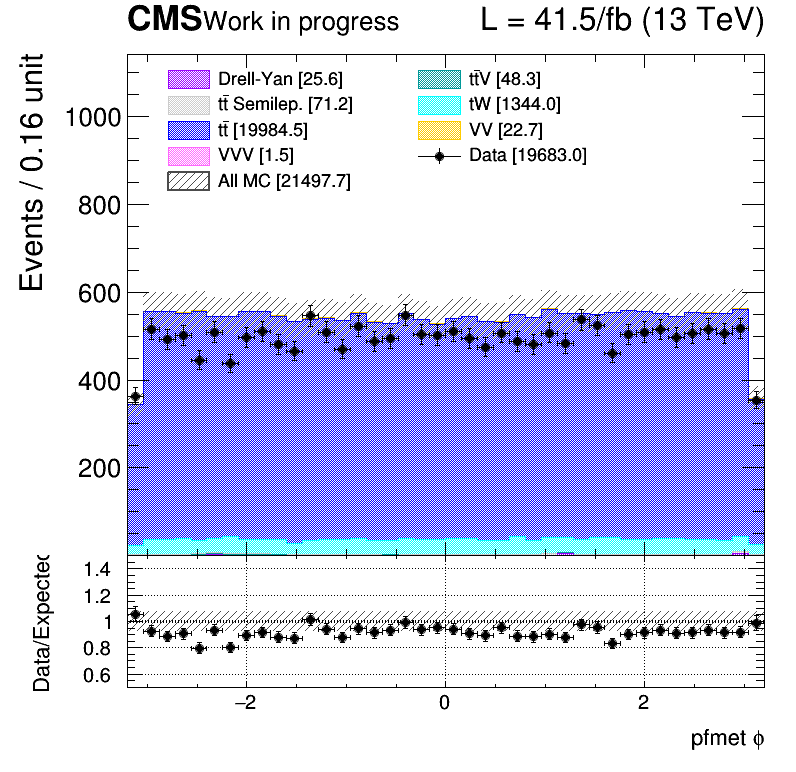 CMS Work in progress L = 41.5/fb (13 TeV)
Events / 0.16 unit
Drell-Yan [25.6] tt̄V [48.3]
tt̄ Semilep. [71.2] tW [1344.0]
tt̄ [19984.5] VV [22.7]
VVV [1.5] Data [19683.0]
All MC [21497.7]
1000
800
600
400
200
Data/Expected
1.4
1.2
1
0.8
0.6
−2 0 2
pfmet ϕ